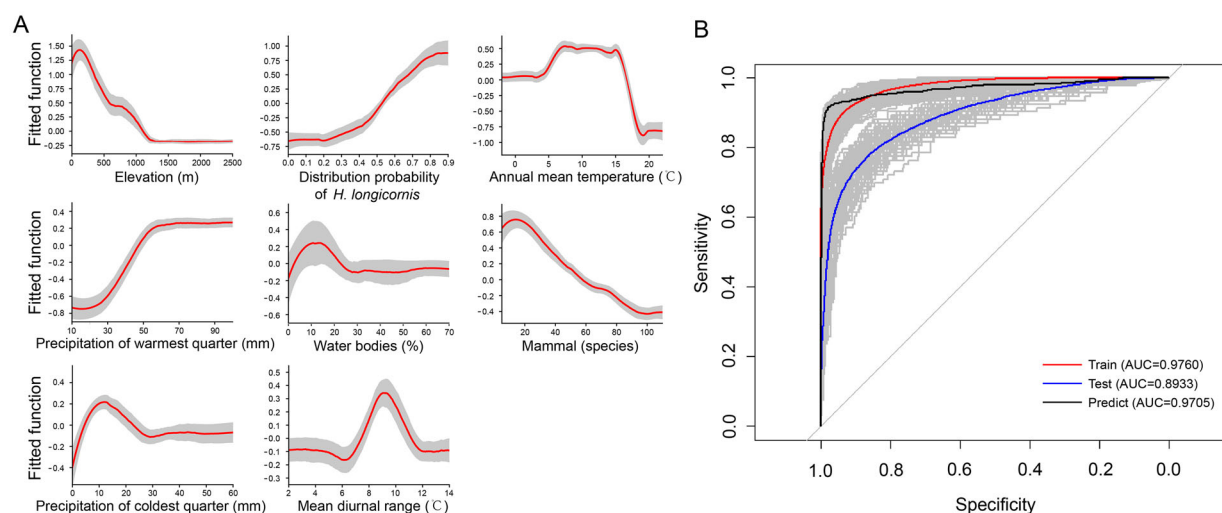 A
Fitted function
1.50
1.25
1.00
0.75
0.50
0.25
0.00
-0.25
0 500 1000 1500 2000 2500
Elevation (m)
1.00
0.75
0.50
0.25
0.00
-0.25
-0.50
-0.75
0.0 0.1 0.2 0.3 0.4 0.5 0.6 0.7 0.8 0.9
Distribution probability
of H. longicornis
0.50
0.00
-0.50
-0.75
-1.00
0 5 10 15 20
Annual mean temperature (℃)
Fitted function
0.4
0.2
0.0
-0.2
-0.4
-0.6
-0.8
10 30 50 70 90
Precipitation of warmest quarter (mm)
0.6
0.4
0.2
0.0
-0.2
-0.4
-0.6
0 10 20 30 40 50 60 70
Water bodies (%)
0.8
0.6
0.4
0.2
0.0
-0.2
-0.4
20 40 60 80 100
Mammal (species)
Fitted function
0.4
0.2
0.0
-0.2
-0.4
0 10 20 30 40 50 60
Precipitation of coldest quarter (mm)
0.5
0.4
0.3
0.2
0.1
-0.0
-0.1
-0.2
-0.3
2 4 6 8 10 12 14
Mean diurnal range (℃)
B
Sensitivity
1.0
0.8
0.6
0.4
0.2
0.0
Train (AUC=0.9760)
Test (AUC=0.8933)
Predict (AUC=0.9705)
1.0 0.8 0.6 0.4 0.2 0.0
Specificity